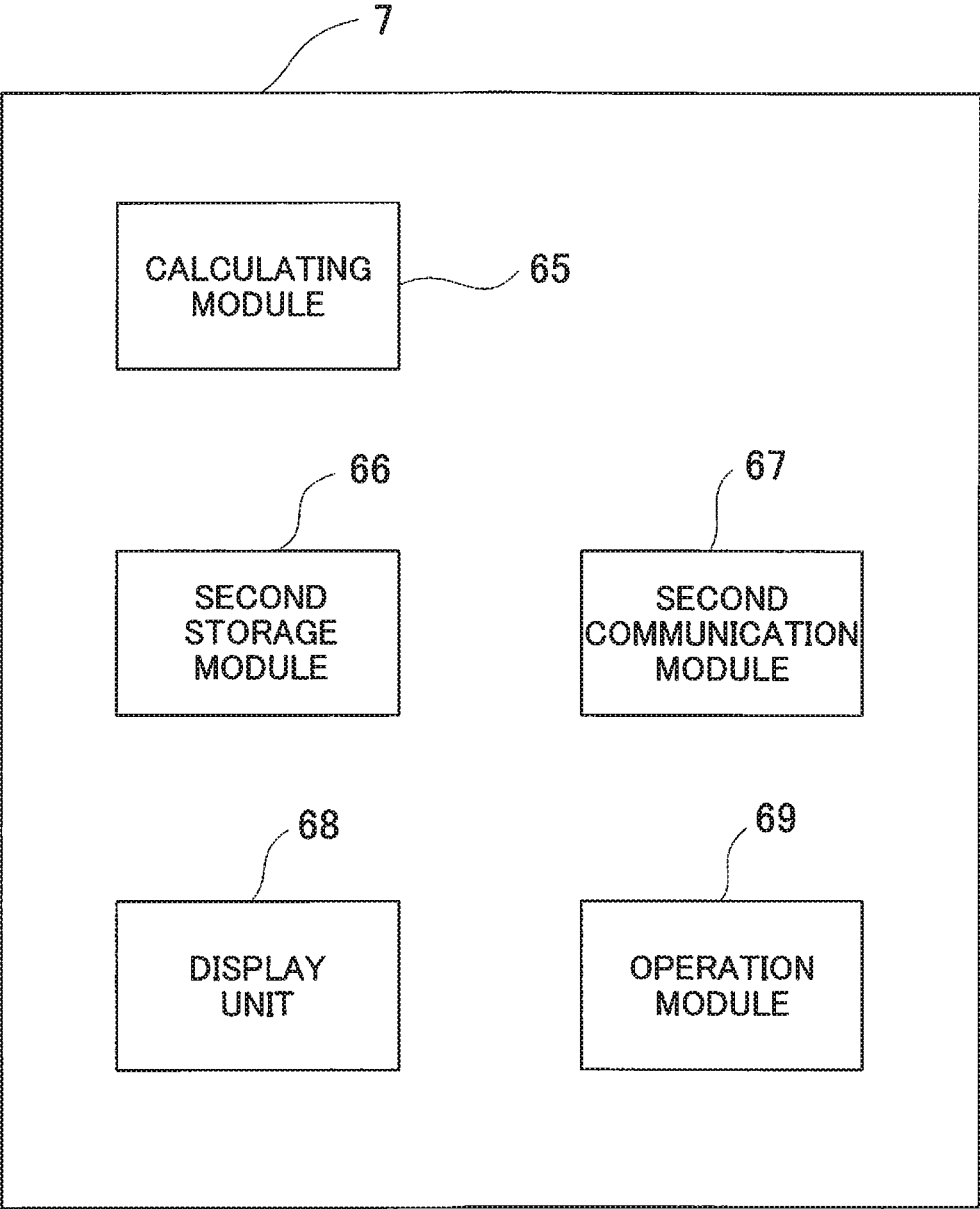 7
CALCULATING
MODULE
65
66
67
SECOND
STORAGE
MODULE
SECOND
COMMUNICATION
MODULE
68
69
DISPLAY
UNIT
OPERATION
MODULE